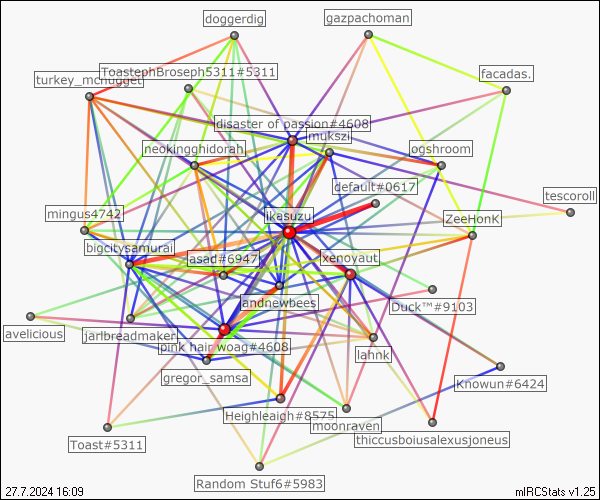 doggerdig
gazpachoman
ToastephBroseph5311#5311
turkey_mcnugget
facadas.
disaster of passion#4608
mukszi
neokingghidorah
ogshroom
default#0617
tescoroll
mingus4742
ikesuzu
ZeeHonK
bigcitysamurai
asad#6947
xenoyaut
andnewbees
Duck™#9103
avelicious
jarlbreadmaker
pink hair woag#4608
lahnk
gregor_samsa
Knowun#6424
Heighleaigh#8575
moonraven
thiccusboiusalexusjoneus
Toast#5311
Random Stuf6#5983
27.7.2024 16:09
mIRCStats v1.25